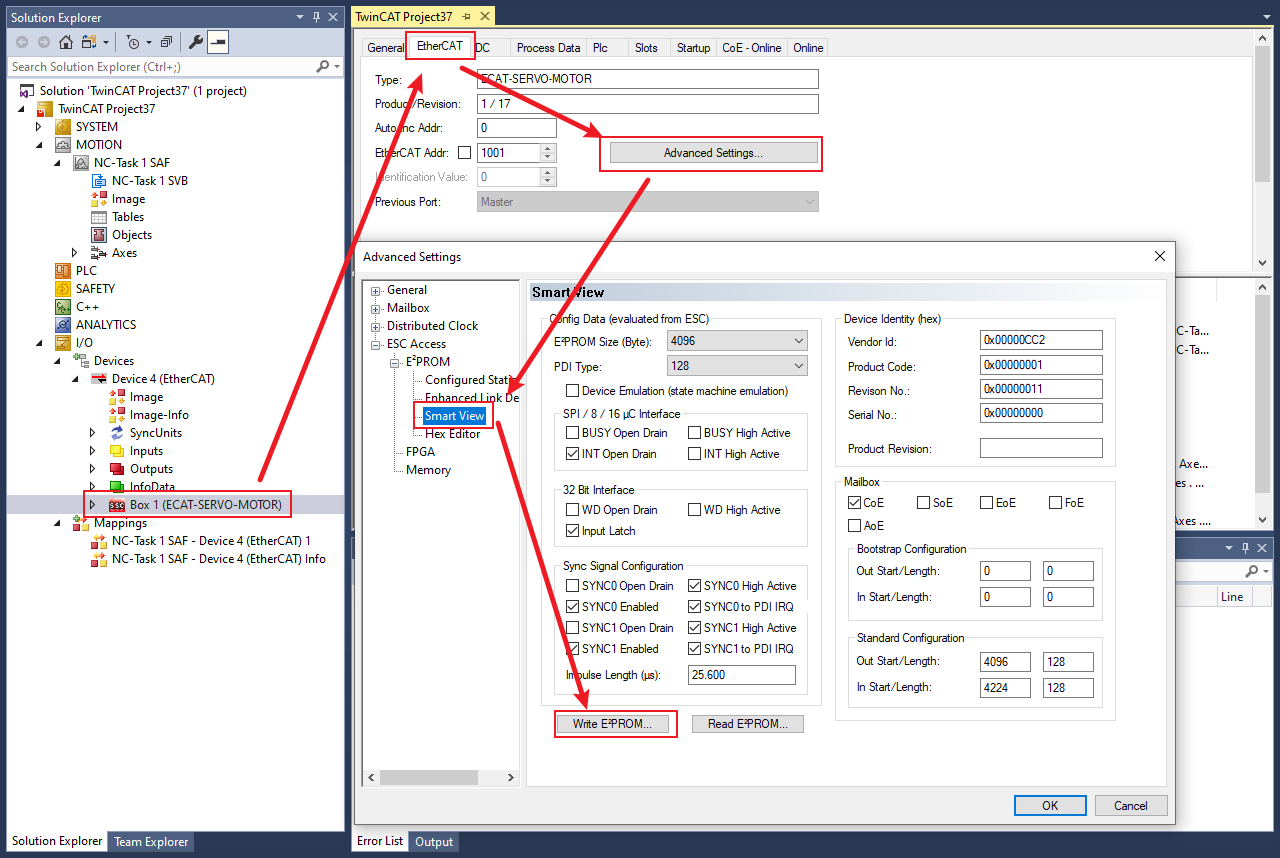 Solution Explorer
Search Solution Explorer (Ctrl+;)
Solution 'TwinCAT Project37' (1 project)
TwinCAT Project37
SYSTEM
MOTION
NC-Task 1 SAF
NC-Task 1 SVB
Image
Tables
Objects
Axes
PLC
SAFETY
C++
ANALYTICS
I/O
Devices
Device 4 (EtherCAT)
Image
Image-Info
SyncUnits
Inputs
Outputs
InfoData
Box 1 (ECAT-SERVO-MOTOR)
Mappings
NC-Task 1 SAF - Device 4 (EtherCAT) 1
NC-Task 1 SAF - Device 4 (EtherCAT) Info
Solution Explorer Team Explorer
TwinCAT Project37
General EtherCAT DC Process Data Plc Slots Startup CoE - Online Online
Type: ECAT-SERVO-MOTOR
Product/Revision: 1 / 17
Auto Inc Addr: 0
EtherCAT Addr: 1001 Advanced Settings...
Identification Value: 0
Previous Port: Master
Advanced Settings
General
Mailbox
Distributed Clock
ESC Access
E²PROM
Configured Stati
Enhanced Link De
Smart View
Hex Editor
FPGA
Memory
Smart View
Config Data (evaluated from ESC)
E²PROM Size (Byte): 4096
PDI Type: 128
Device Emulation (state machine emulation)
SPI / 8 / 16 µC Interface
BUSY Open Drain BUSY High Active
INT Open Drain INT High Active
32 Bit Interface
WD Open Drain WD High Active
Input Latch
Sync Signal Configuration
SYNC0 Open Drain SYNC0 High Active
SYNC0 Enabled SYNC0 to PDI IRQ
SYNC1 Open Drain SYNC1 High Active
SYNC1 Enabled SYNC1 to PDI IRQ
Impulse Length (µs): 25.600
Write E²PROM... Read E²PROM...
Device Identity (hex)
Vendor Id: 0x00000CC2
Product Code: 0x00000001
Revison No.: 0x00000011
Serial No.: 0x00000000
Product Revision:
Mailbox
CoE SoE EoE FoE
AoE
Bootstrap Configuration
Out Start/Length: 0 0
In Start/Length: 0 0
Standard Configuration
Out Start/Length: 4096 128
In Start/Length: 4224 128
OK Cancel
C-Ta...
C-Ta...
Axe...
es . ...
Axes ....
Line
Error List Output